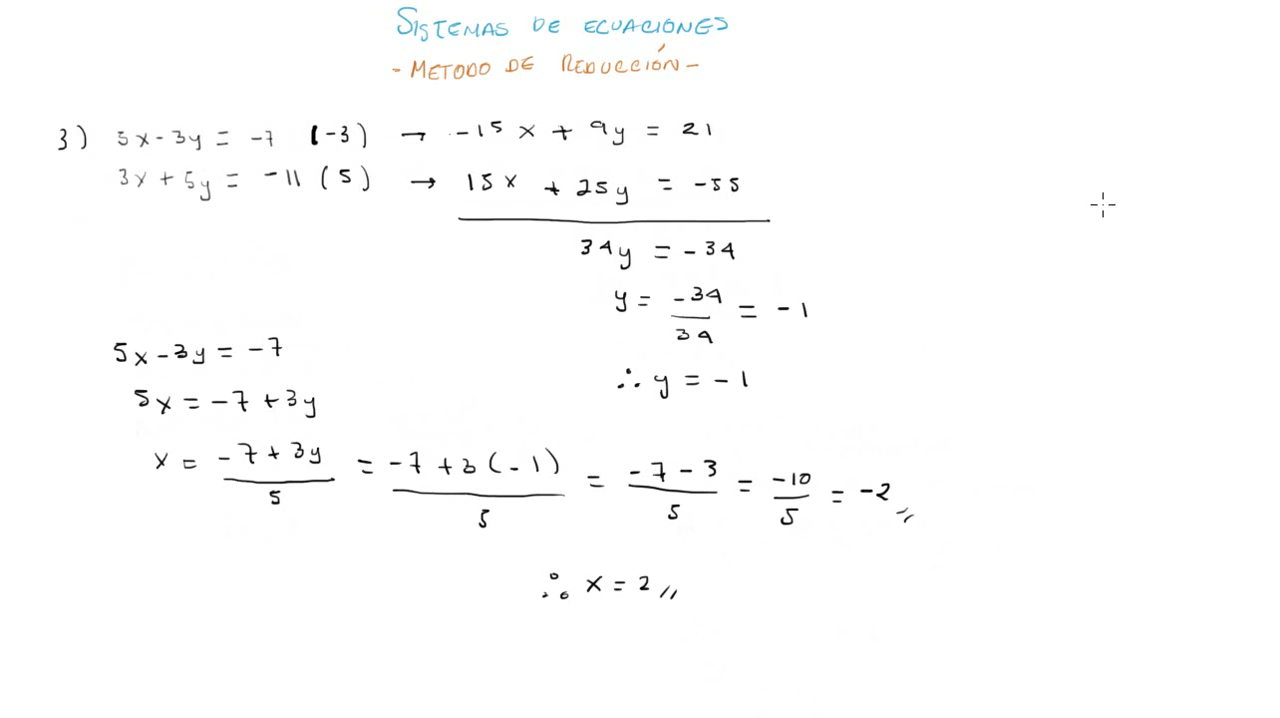 SISTEMAS DE ECUACIONES
- METODO DE REDUCCIÓN -
3) 5x - 3y = -7 (-3) → -15x + 9y = 21
3x + 5y = -11 (5) → 15x + 25y = -55
34y = -34
y = -34/34 = -1
∴ y = -1
5x - 3y = -7
5x = -7 + 3y
x = -7 + 3y/5 = -7 + 3(-1)/5 = -7 - 3/5 = -10/5 = -2 //
∴ x = 2 //